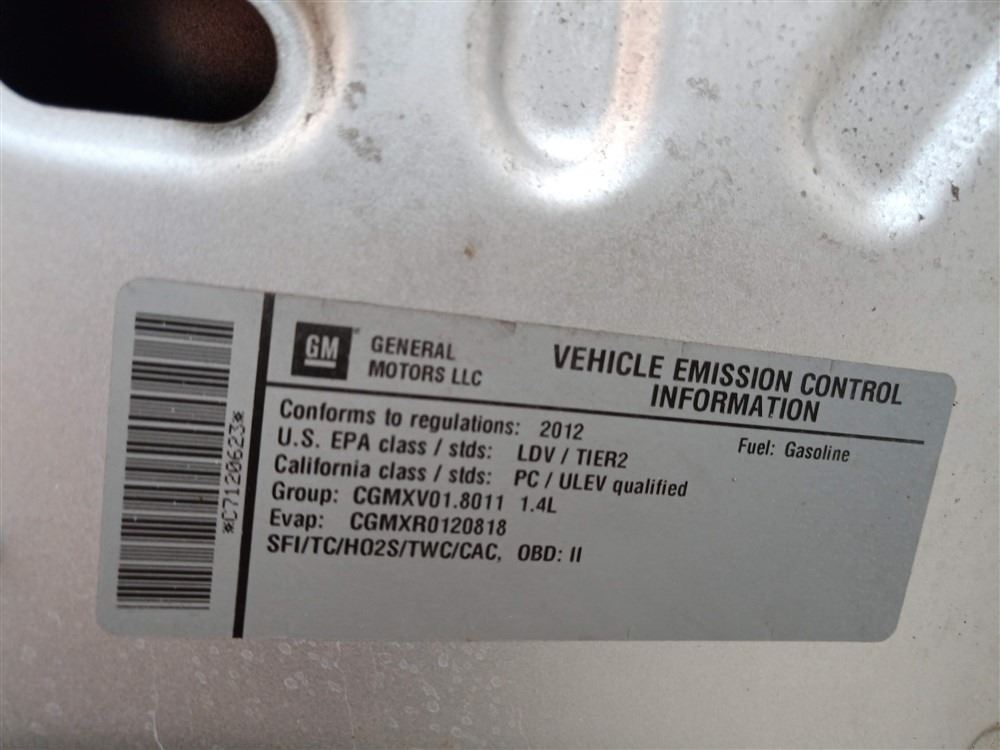 GM
GENERAL
MOTORS LLC
VEHICLE EMISSION CONTROL
INFORMATION
Conforms to regulations: 2012
Fuel: Gasoline
U.S. EPA class / stds: LDV / TIER2
California class / stds: PC / ULEV qualified
Group: CGMXV01.8011 1.4L
Evap: CGMXR0120818
SFI/TC/HO2S/TWC/CAC, OBD: II
*C7120623*